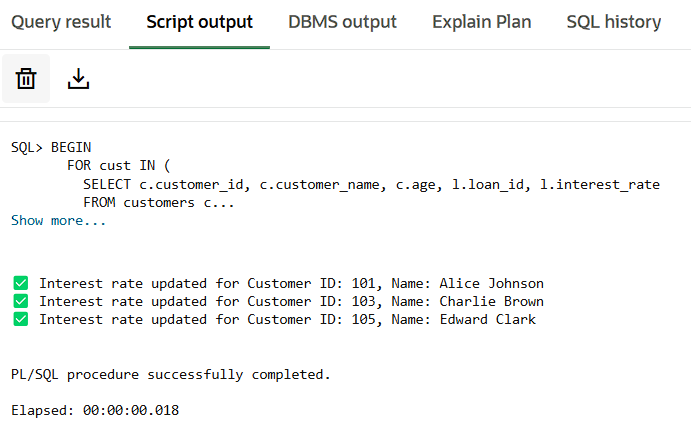 Query result Script output DBMS output Explain Plan SQL history
SQL> BEGIN
FOR cust IN (
SELECT c.customer_id, c.customer_name, c.age, l.loan_id, l.interest_rate
FROM customers c...
Show more...
✅ Interest rate updated for Customer ID: 101, Name: Alice Johnson
✅ Interest rate updated for Customer ID: 103, Name: Charlie Brown
✅ Interest rate updated for Customer ID: 105, Name: Edward Clark
PL/SQL procedure successfully completed.
Elapsed: 00:00:00.018